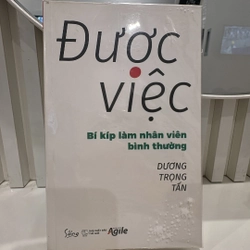 Được
việc
Bí kíp làm nhân viên
bình thường
DƯƠNG
TRỌNG
TẤN
Agile